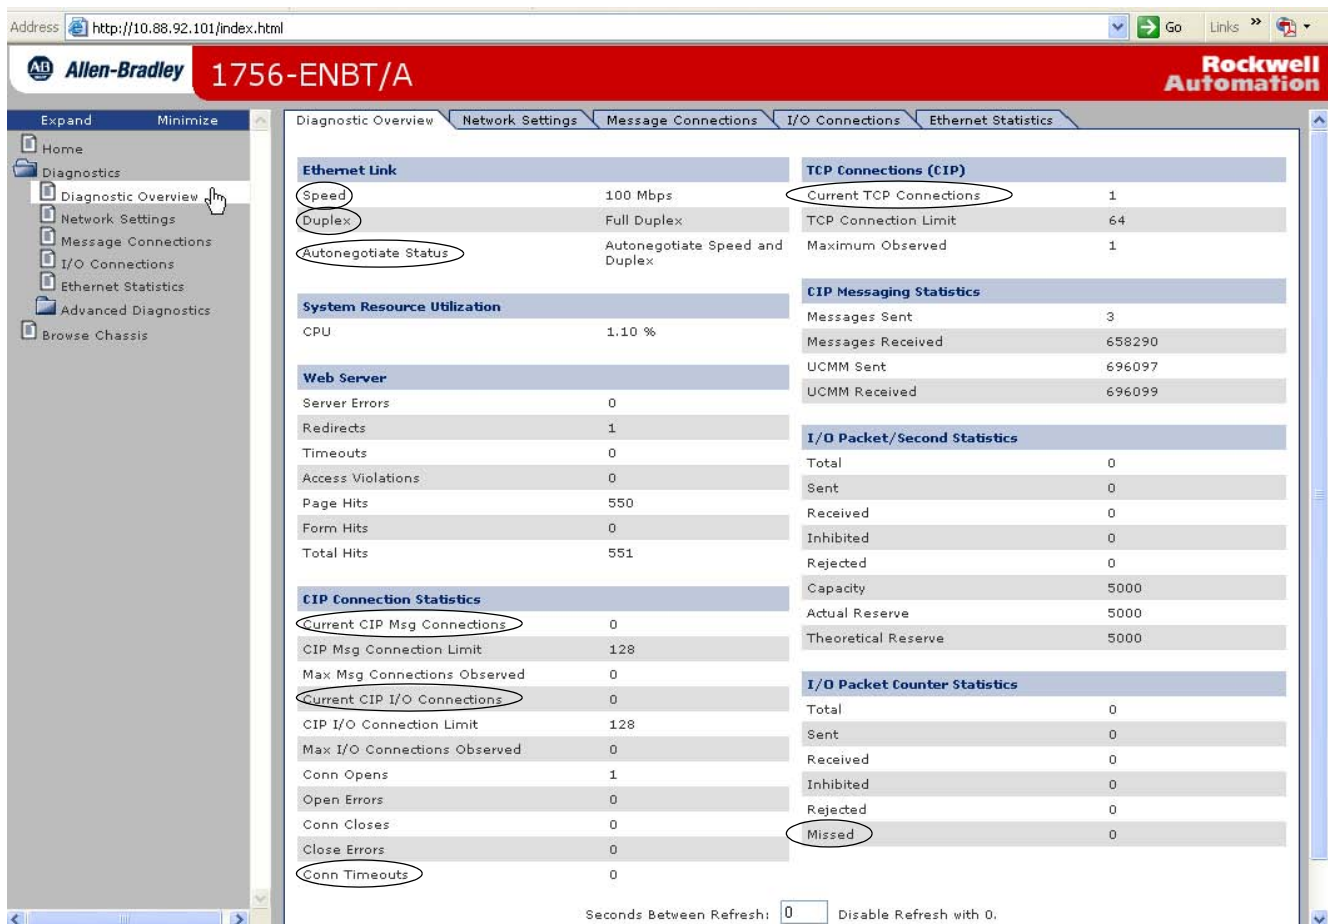 Address http://10.88.92.101/index.html Go Links »
AB Allen-Bradley 1756-ENBT/A Rockwell Automation
Expand Minimize
Home
Diagnostics
Diagnostic Overview
Network Settings
Message Connections
I/O Connections
Ethernet Statistics
Advanced Diagnostics
Browse Chassis
Diagnostic Overview Network Settings Message Connections I/O Connections Ethernet Statistics
Ethernet Link
Speed 100 Mbps
Duplex Full Duplex
Autonegotiate Status Autonegotiate Speed and Duplex
System Resource Utilization
CPU 1.10 %
Web Server
Server Errors 0
Redirects 1
Timeouts 0
Access Violations 0
Page Hits 550
Form Hits 0
Total Hits 551
CIP Connection Statistics
Current CIP Msg Connections 0
CIP Msg Connection Limit 128
Max Msg Connections Observed 0
Current CIP I/O Connections 0
CIP I/O Connection Limit 128
Max I/O Connections Observed 0
Conn Opens 1
Open Errors 0
Conn Closes 0
Close Errors 0
Conn Timeouts 0
TCP Connections (CIP)
Current TCP Connections 1
TCP Connection Limit 64
Maximum Observed 1
CIP Messaging Statistics
Messages Sent 3
Messages Received 658290
UCMM Sent 696097
UCMM Received 696099
I/O Packet/Second Statistics
Total 0
Sent 0
Received 0
Inhibited 0
Rejected 0
Capacity 5000
Actual Reserve 5000
Theoretical Reserve 5000
I/O Packet Counter Statistics
Total 0
Sent 0
Received 0
Inhibited 0
Rejected 0
Missed 0
Seconds Between Refresh: 0 Disable Refresh with 0.